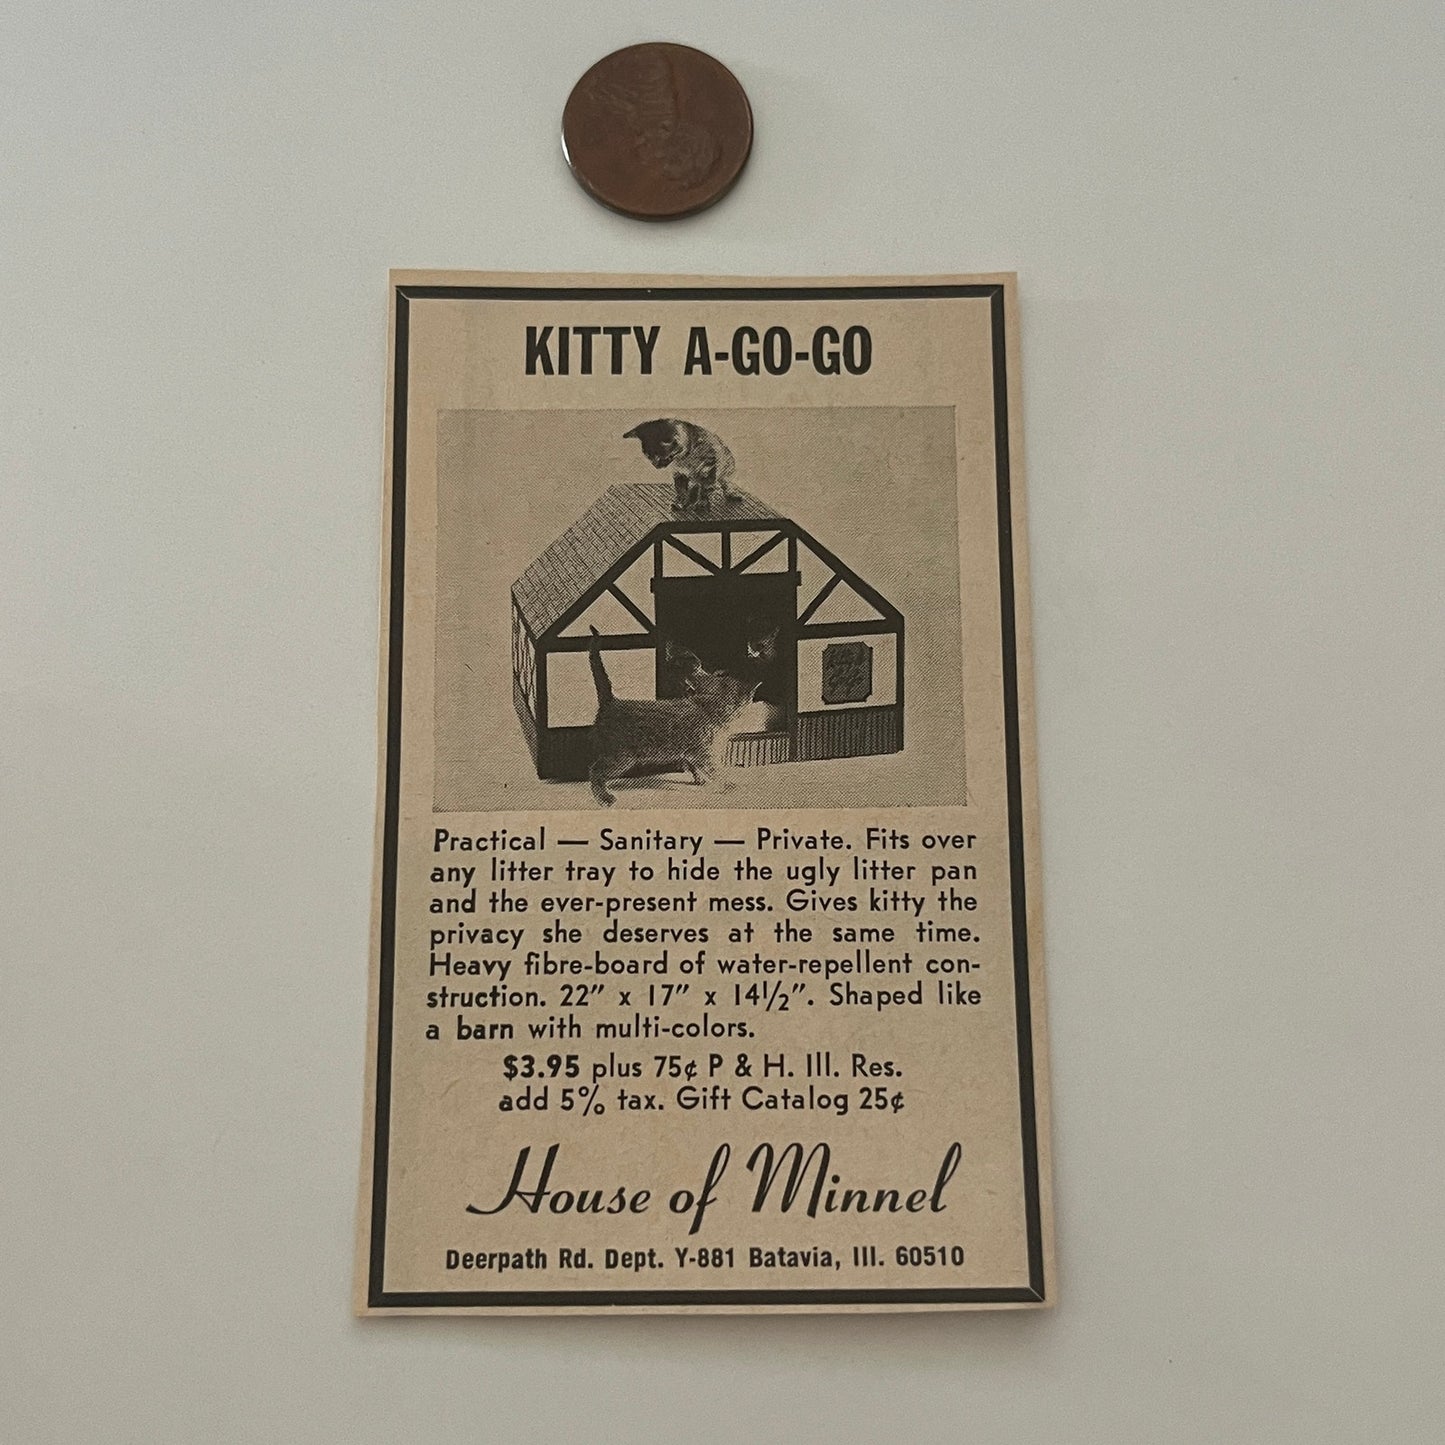 KITTY A-GO-GO
Practical — Sanitary — Private. Fits over
any litter tray to hide the ugly litter pan
and the ever-present mess. Gives kitty the
privacy she deserves at the same time.
Heavy fibre-board of water-repellent con-
struction. 22″ x 17″ x 14½″. Shaped like
a barn with multi-colors.
$3.95 plus 75¢ P & H. Ill. Res.
add 5% tax. Gift Catalog 25¢
House of Minnel
Deerpath Rd. Dept. Y-881 Batavia, Ill. 60510